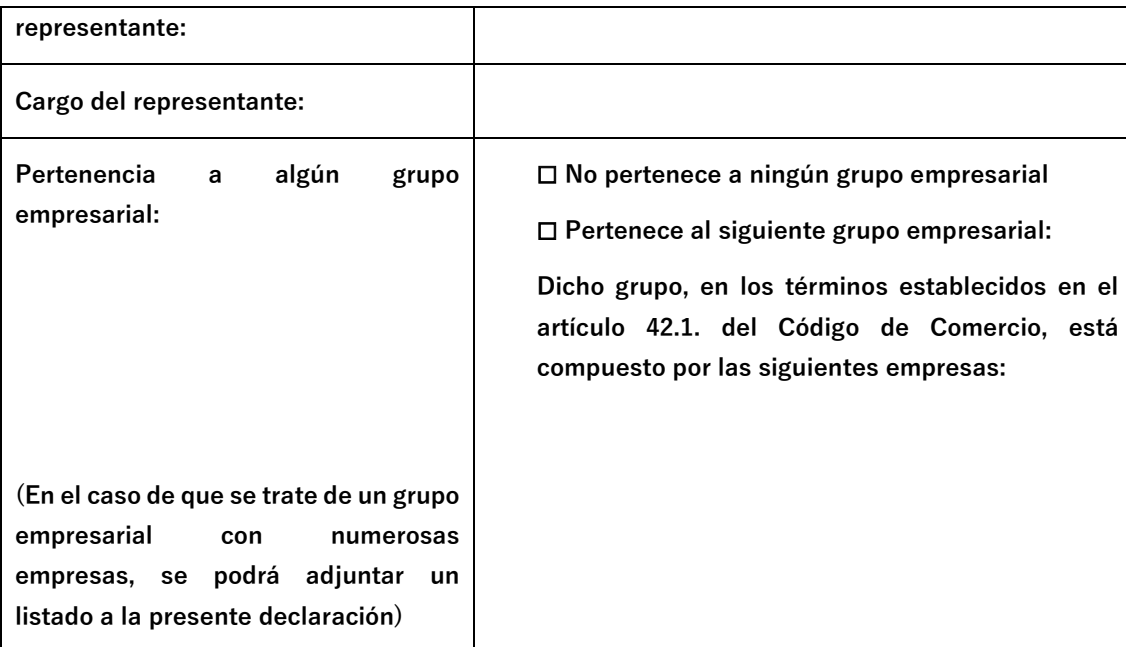 representante:
Cargo del representante:
Pertenencia a algún grupo
empresarial:
(En el caso de que se trate de un grupo
empresarial con numerosas
empresas, se podrá adjuntar un
listado a la presente declaración)
☐ No pertenece a ningún grupo empresarial
☐ Pertenece al siguiente grupo empresarial:
Dicho grupo, en los términos establecidos en el
artículo 42.1. del Código de Comercio, está
compuesto por las siguientes empresas: